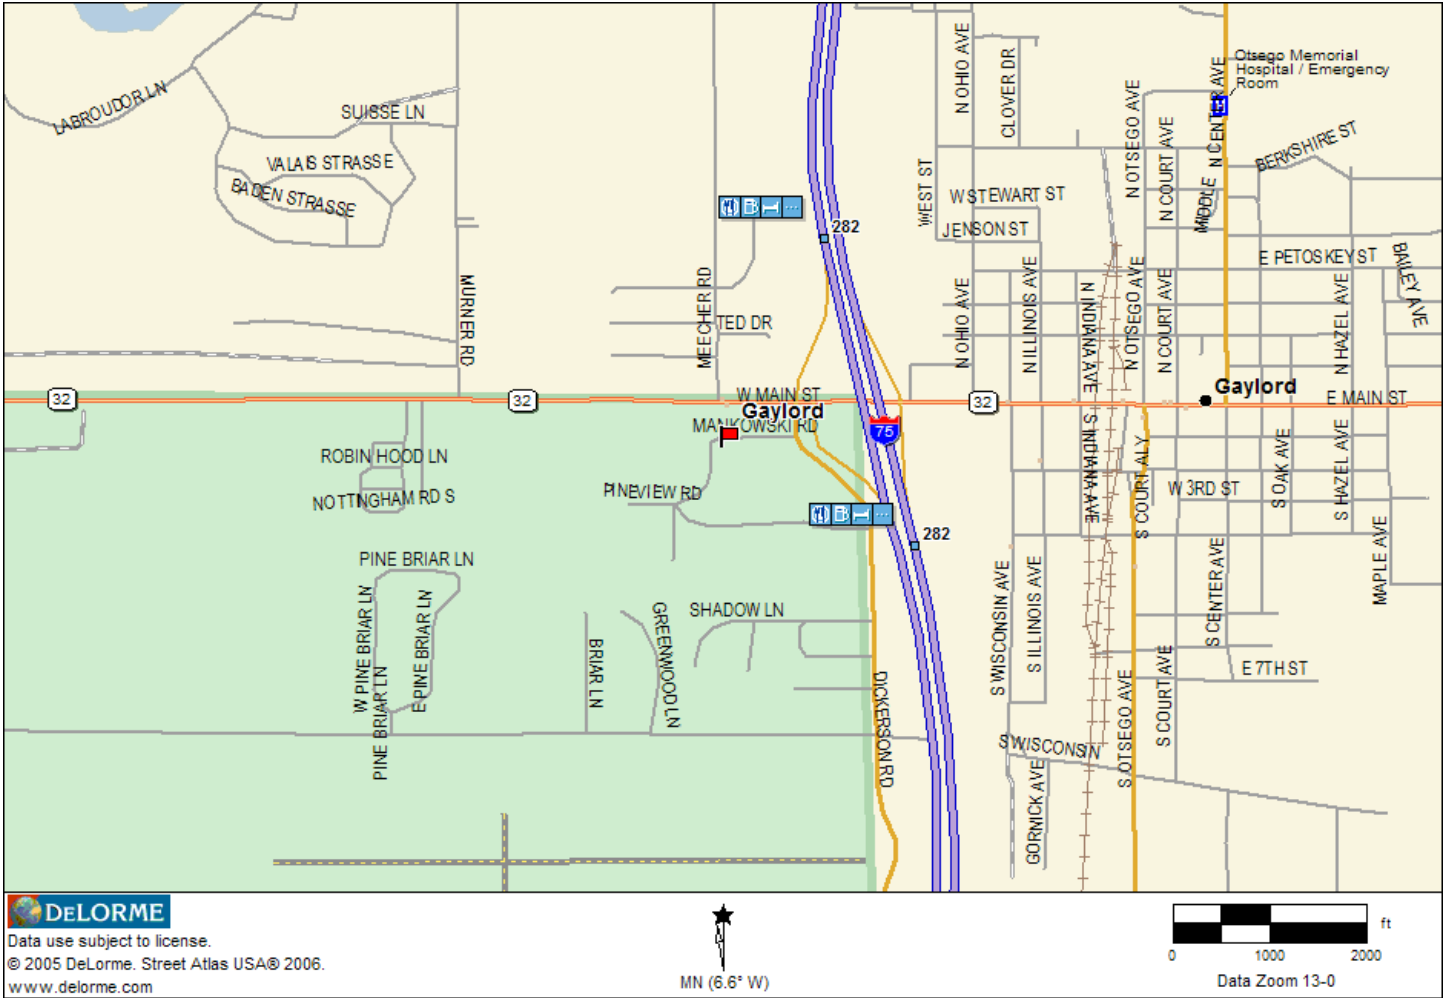 Otsego Memorial
Hospital / Emergency
Room
N OHIO AVE
CLOVER DR
N OTSEGO AVE
N COURT AVE
N CENTER AVE
MIDDLE
LABROUDOR LN
SUISSE LN
VALAIS STRASSE
BADEN STRASSE
BERKSHIRE ST
WEST ST
W STEWART ST
JENSON ST
282
E PETOSKEY ST
BAILEY AVE
MURNER RD
MEECHER RD
TED DR
N OHIO AVE
N ILLINOIS AVE
N INDIANA AVE
N OTSEGO AVE
N COURT AVE
N HAZEL AVE
32
32
W MAIN ST
32
Gaylord
E MAIN ST
Gaylord
MANKOWSKI RD
75
ROBIN HOOD LN
NOTTINGHAM RD S
PINEVIEW RD
S INDIANA AVE
S COURT ALY
W 3RD ST
S OAK AVE
S HAZEL AVE
282
PINE BRIAR LN
W PINE BRIAR LN
E PINE BRIAR LN
PINE BRIAR LN
BRIAR LN
GREENWOOD LN
SHADOW LN
DICKERSON RD
S WISCONSIN AVE
S ILLINOIS AVE
S CENTER AVE
MAPLE AVE
E 7TH ST
S COURT AVE
S OTSEGO AVE
S WISCONSIN
GORNICK AVE
DELORME
Data use subject to license.
© 2005 DeLorme. Street Atlas USA® 2006.
www.delorme.com
MN (6.6° W)
ft
0 1000 2000
Data Zoom 13-0